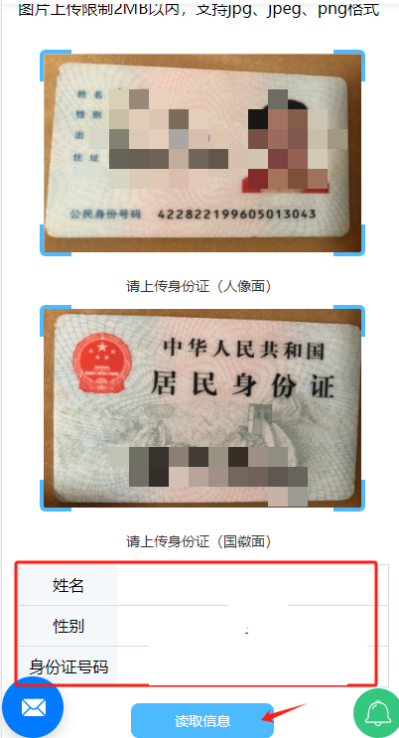 图片上传限制2MB以内，支持jpg、jpeg、png格式
姓 名
性 别
出
住 址
公民身份号码 422822199605013043
请上传身份证（人像面）
中华人民共和国
居民身份证
请上传身份证（国徽面）
姓名
性别
身份证号码
读取信息